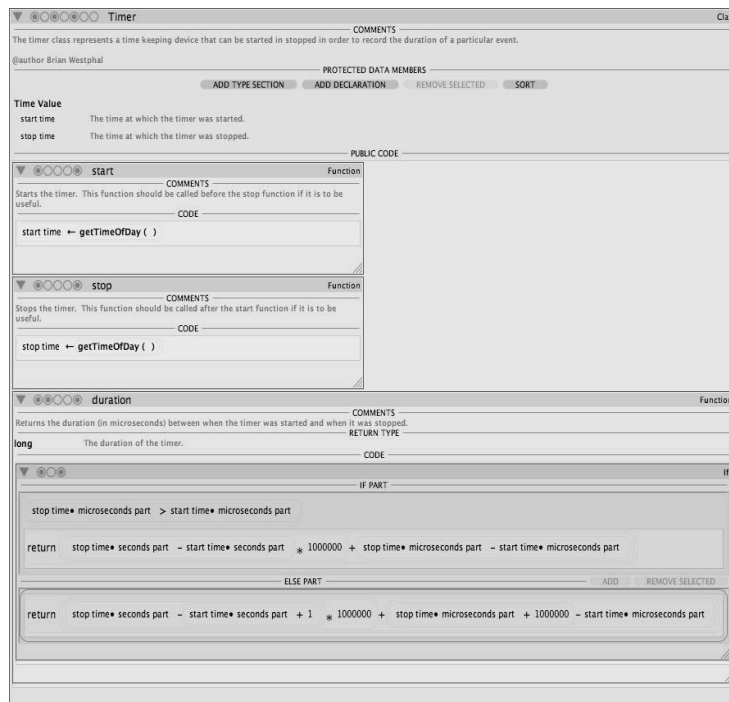 Timer Cla
COMMENTS
The timer class represents a time keeping device that can be started in stopped in order to record the duration of a particular event.
@author Brian Westphal
PROTECTED DATA MEMBERS
ADD TYPE SECTION ADD DECLARATION REMOVE SELECTED SORT
Time Value
start time The time at which the timer was started.
stop time The time at which the timer was stopped.
PUBLIC CODE
start Function
COMMENTS
Starts the timer. This function should be called before the stop function if it is to be
useful.
CODE
start time ← getTimeOfDay ( )
stop Function
COMMENTS
Stops the timer. This function should be called after the start function if it is to be
useful.
CODE
stop time ← getTimeOfDay ( )
duration Function
COMMENTS
Returns the duration (in microseconds) between when the timer was started and when it was stopped.
RETURN TYPE
long The duration of the timer.
CODE
If
IF PART
stop time• microseconds part > start time• microseconds part
return stop time• seconds part - start time• seconds part * 1000000 + stop time• microseconds part - start time• microseconds part
ELSE PART ADD REMOVE SELECTED
return stop time• seconds part - start time• seconds part + 1 * 1000000 + stop time• microseconds part + 1000000 - start time• microseconds part